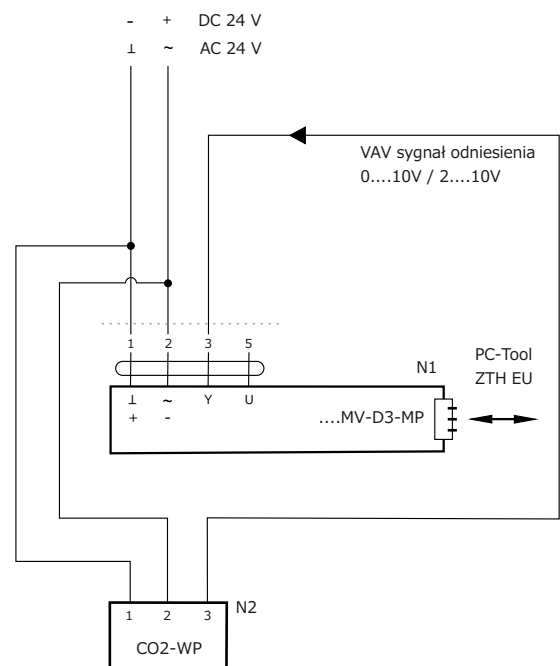 - + DC 24 V
⊥ ~ AC 24 V
VAV sygnał odniesienia
0....10V / 2....10V
1 2 3 5
N1
PC-Tool
ZTH EU
⊥ ~ Y U
+ -
....MV-D3-MP
1 2 3
N2
CO2-WP